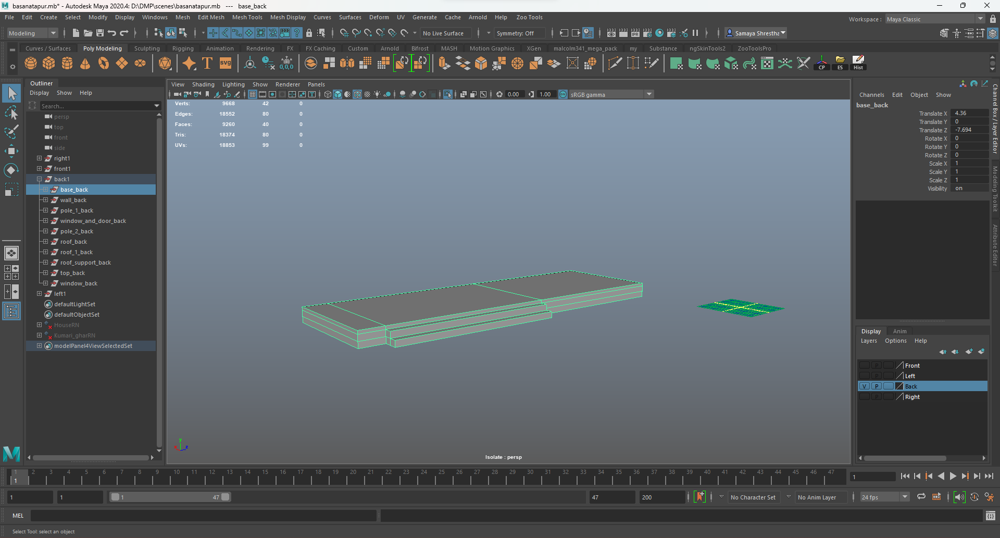 basanatapur.mb* - Autodesk Maya 2020.4: D:\DMP\scenes\basanatapur.mb --- base_back
File Edit Create Select Modify Display Windows Mesh Edit Mesh Mesh Tools Mesh Display Curves Surfaces Deform UV Generate Cache Arnold Help Zoo Tools
Workspace : Maya Classic
Modeling No Live Surface Symmetry: Off Samaya Shrestha
Curves / Surfaces Poly Modeling Sculpting Rigging Animation Rendering FX FX Caching Custom Arnold Bifrost MASH Motion Graphics XGen malcolm341_mega_pack my Substance ngSkinTools2 ZooToolsPro
T svg 0,0,0 CP ES Hist
Outliner
Display Show Help
Search...
persp
top
front
side
right1
front1
back1
base_back
wall_back
pole_1_back
window_and_door_back
pole_2_back
roof_back
roof_1_back
roof_support_back
top_back
window_back
left1
defaultLightSet
defaultObjectSet
HouseRN
Kumari_gharRN
modelPanel4ViewSelectedSet
View Shading Lighting Show Renderer Panels
0.00 1.00 ON sRGB gamma
Verts: 9668 42 0
Edges: 18552 80 0
Faces: 9260 40 0
Tris: 18374 80 0
UVs: 18853 99 0
y
x z
Isolate : persp
Channels Edit Object Show
base_back
Translate X 4.36
Translate Y 0
Translate Z -7.694
Rotate X 0
Rotate Y 0
Rotate Z 0
Scale X 1
Scale Y 1
Scale Z 1
Visibility on
Channel Box / Layer Editor
Modeling Toolkit
Attribute Editor
Display Anim
Layers Options Help
P Front
P Left
V P Back
P Right
1 2 3 4 5 6 7 8 9 10 11 12 13 14 15 16 17 18 19 20 21 22 23 24 25 26 27 28 29 30 31 32 33 34 35 36 37 38 39 40 41 42 43 44 45 46 47
1 1
1 1 1 47 47 200 No Character Set No Anim Layer 24 fps
MEL
Select Tool: select an object